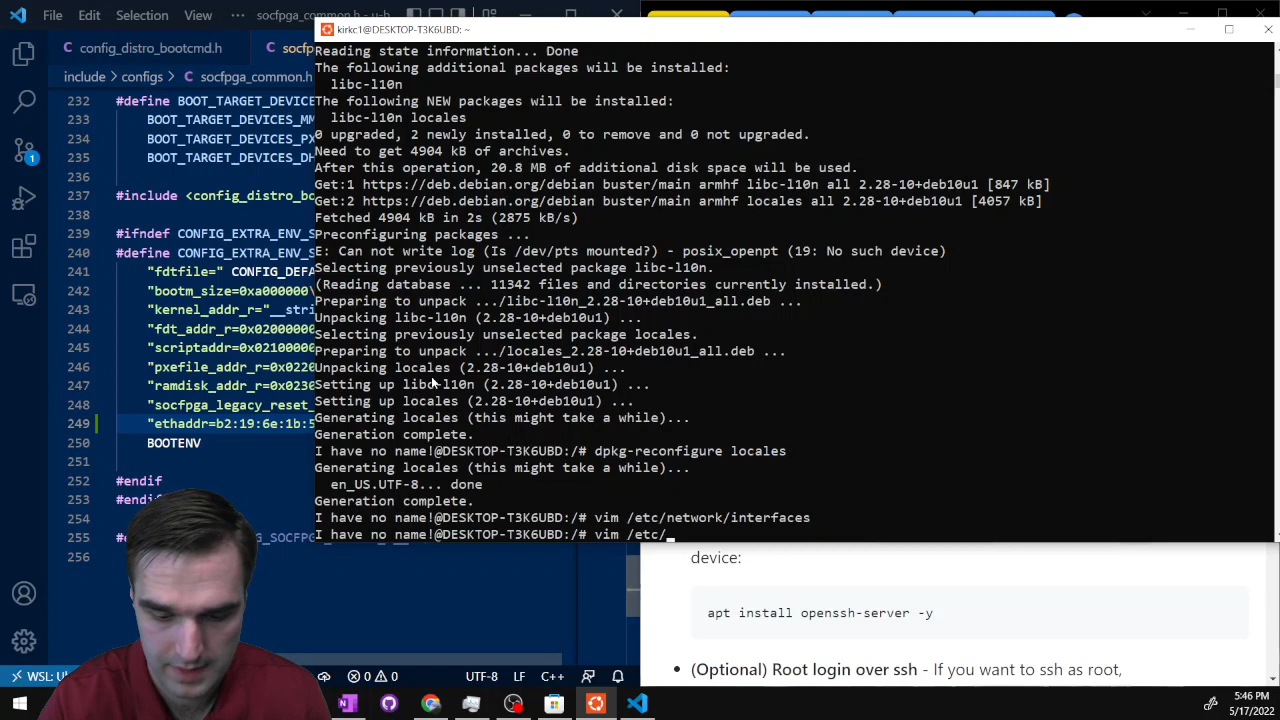 File
socfpga_common.h - u-b
kirkc1@DESKTOP-T3K6UBD: ~
config_distro_bootcmd.h
socfp
include > configs > socfpga_common.h
232 #define BOOT_TARGET_DEVICES
233 BOOT_TARGET_DEVICES_MM
234 BOOT_TARGET_DEVICES_PX
235 BOOT_TARGET_DEVICES_DH
236
237 #include <config_distro_bo
238
239 #ifndef CONFIG_EXTRA_ENV_S
240 #define CONFIG_EXTRA_ENV_S
241 "fdtfile=" CONFIG_DEFA
242 "bootm_size=0xa000000\
243 "kernel_addr_r="__stri
244 "fdt_addr_r=0x02000000
245 "scriptaddr=0x02100000
246 "pxefile_addr_r=0x0220
247 "ramdisk_addr_r=0x0230
248 "socfpga_legacy_reset_
249 "ethaddr=b2:19:6e:1b:5
250 BOOTENV
251
252 #endif
253 #endif
254
255
256
Reading state information... Done
The following additional packages will be installed:
libc-l10n
The following NEW packages will be installed:
libc-l10n locales
0 upgraded, 2 newly installed, 0 to remove and 0 not upgraded.
Need to get 4904 kB of archives.
After this operation, 20.8 MB of additional disk space will be used.
Get:1 https://deb.debian.org/debian buster/main armhf libc-l10n all 2.28-10+deb10u1 [847 kB]
Get:2 https://deb.debian.org/debian buster/main armhf locales all 2.28-10+deb10u1 [4057 kB]
Fetched 4904 kB in 2s (2875 kB/s)
Preconfiguring packages ...
E: Can not write log (Is /dev/pts mounted?) - posix_openpt (19: No such device)
Selecting previously unselected package libc-l10n.
(Reading database ... 11342 files and directories currently installed.)
Preparing to unpack .../libc-l10n_2.28-10+deb10u1_all.deb ...
Unpacking libc-l10n (2.28-10+deb10u1) ...
Selecting previously unselected package locales.
Preparing to unpack .../locales_2.28-10+deb10u1_all.deb ...
Unpacking locales (2.28-10+deb10u1) ...
Setting up libc-l10n (2.28-10+deb10u1) ...
Setting up locales (2.28-10+deb10u1) ...
Generating locales (this might take a while)...
Generation complete.
I have no name!@DESKTOP-T3K6UBD:/# dpkg-reconfigure locales
Generating locales (this might take a while)...
en_US.UTF-8... done
Generation complete.
I have no name!@DESKTOP-T3K6UBD:/# vim /etc/network/interfaces
I have no name!@DESKTOP-T3K6UBD:/# vim /etc/
device:
apt install openssh-server -y
• (Optional) Root login over ssh - If you want to ssh as root,
1
WSL: U
0 0
UTF-8 LF C++
5:46 PM
5/17/2022